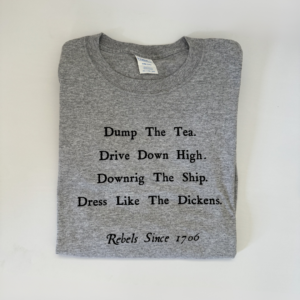 Dump The Tea.
Drive Down High.
Downrig The Ship.
Dress Like The Dickens.
Rebels Since 1706